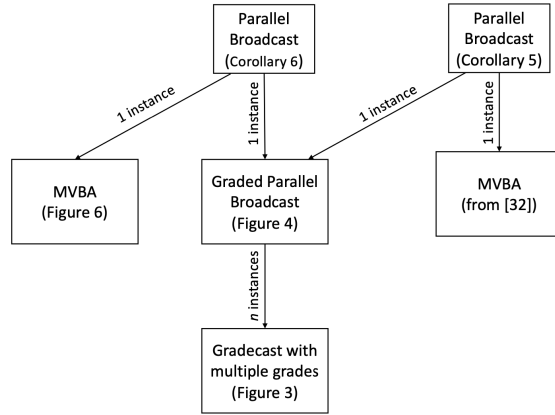 Parallel
Broadcast
(Corollary 6)
Parallel
Broadcast
(Corollary 5)
1 instance
1 instance
1 instance
1 instance
MVBA
(Figure 6)
Graded Parallel
Broadcast
(Figure 4)
MVBA
(from [32])
n instances
Gradecast with
multiple grades
(Figure 3)